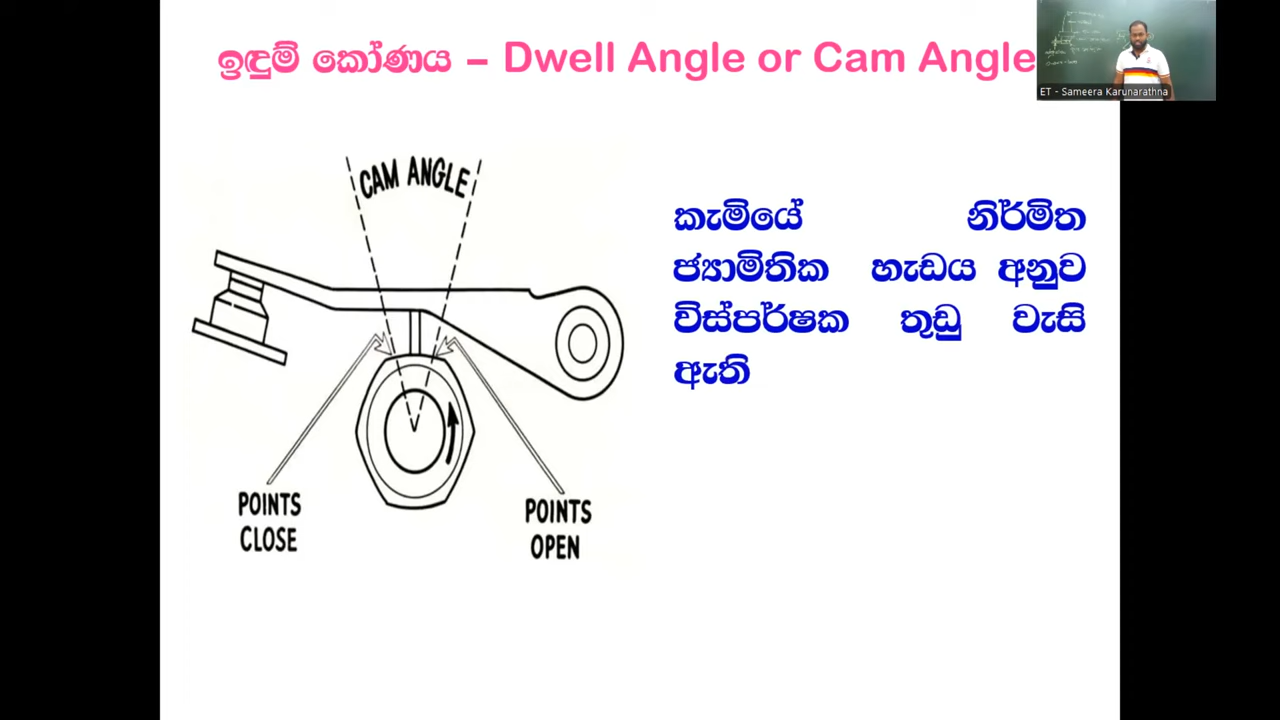 ඉඳුම් කෝණය – Dwell Angle or Cam Angle
ET - Sameera Karunarathna
CAM ANGLE
කැමියේ නිර්මිත
ජ්‍යාමිතික හැඩය අනුව
විස්පර්ෂක තුඩු වැසි
ඇති
POINTS
CLOSE
POINTS
OPEN